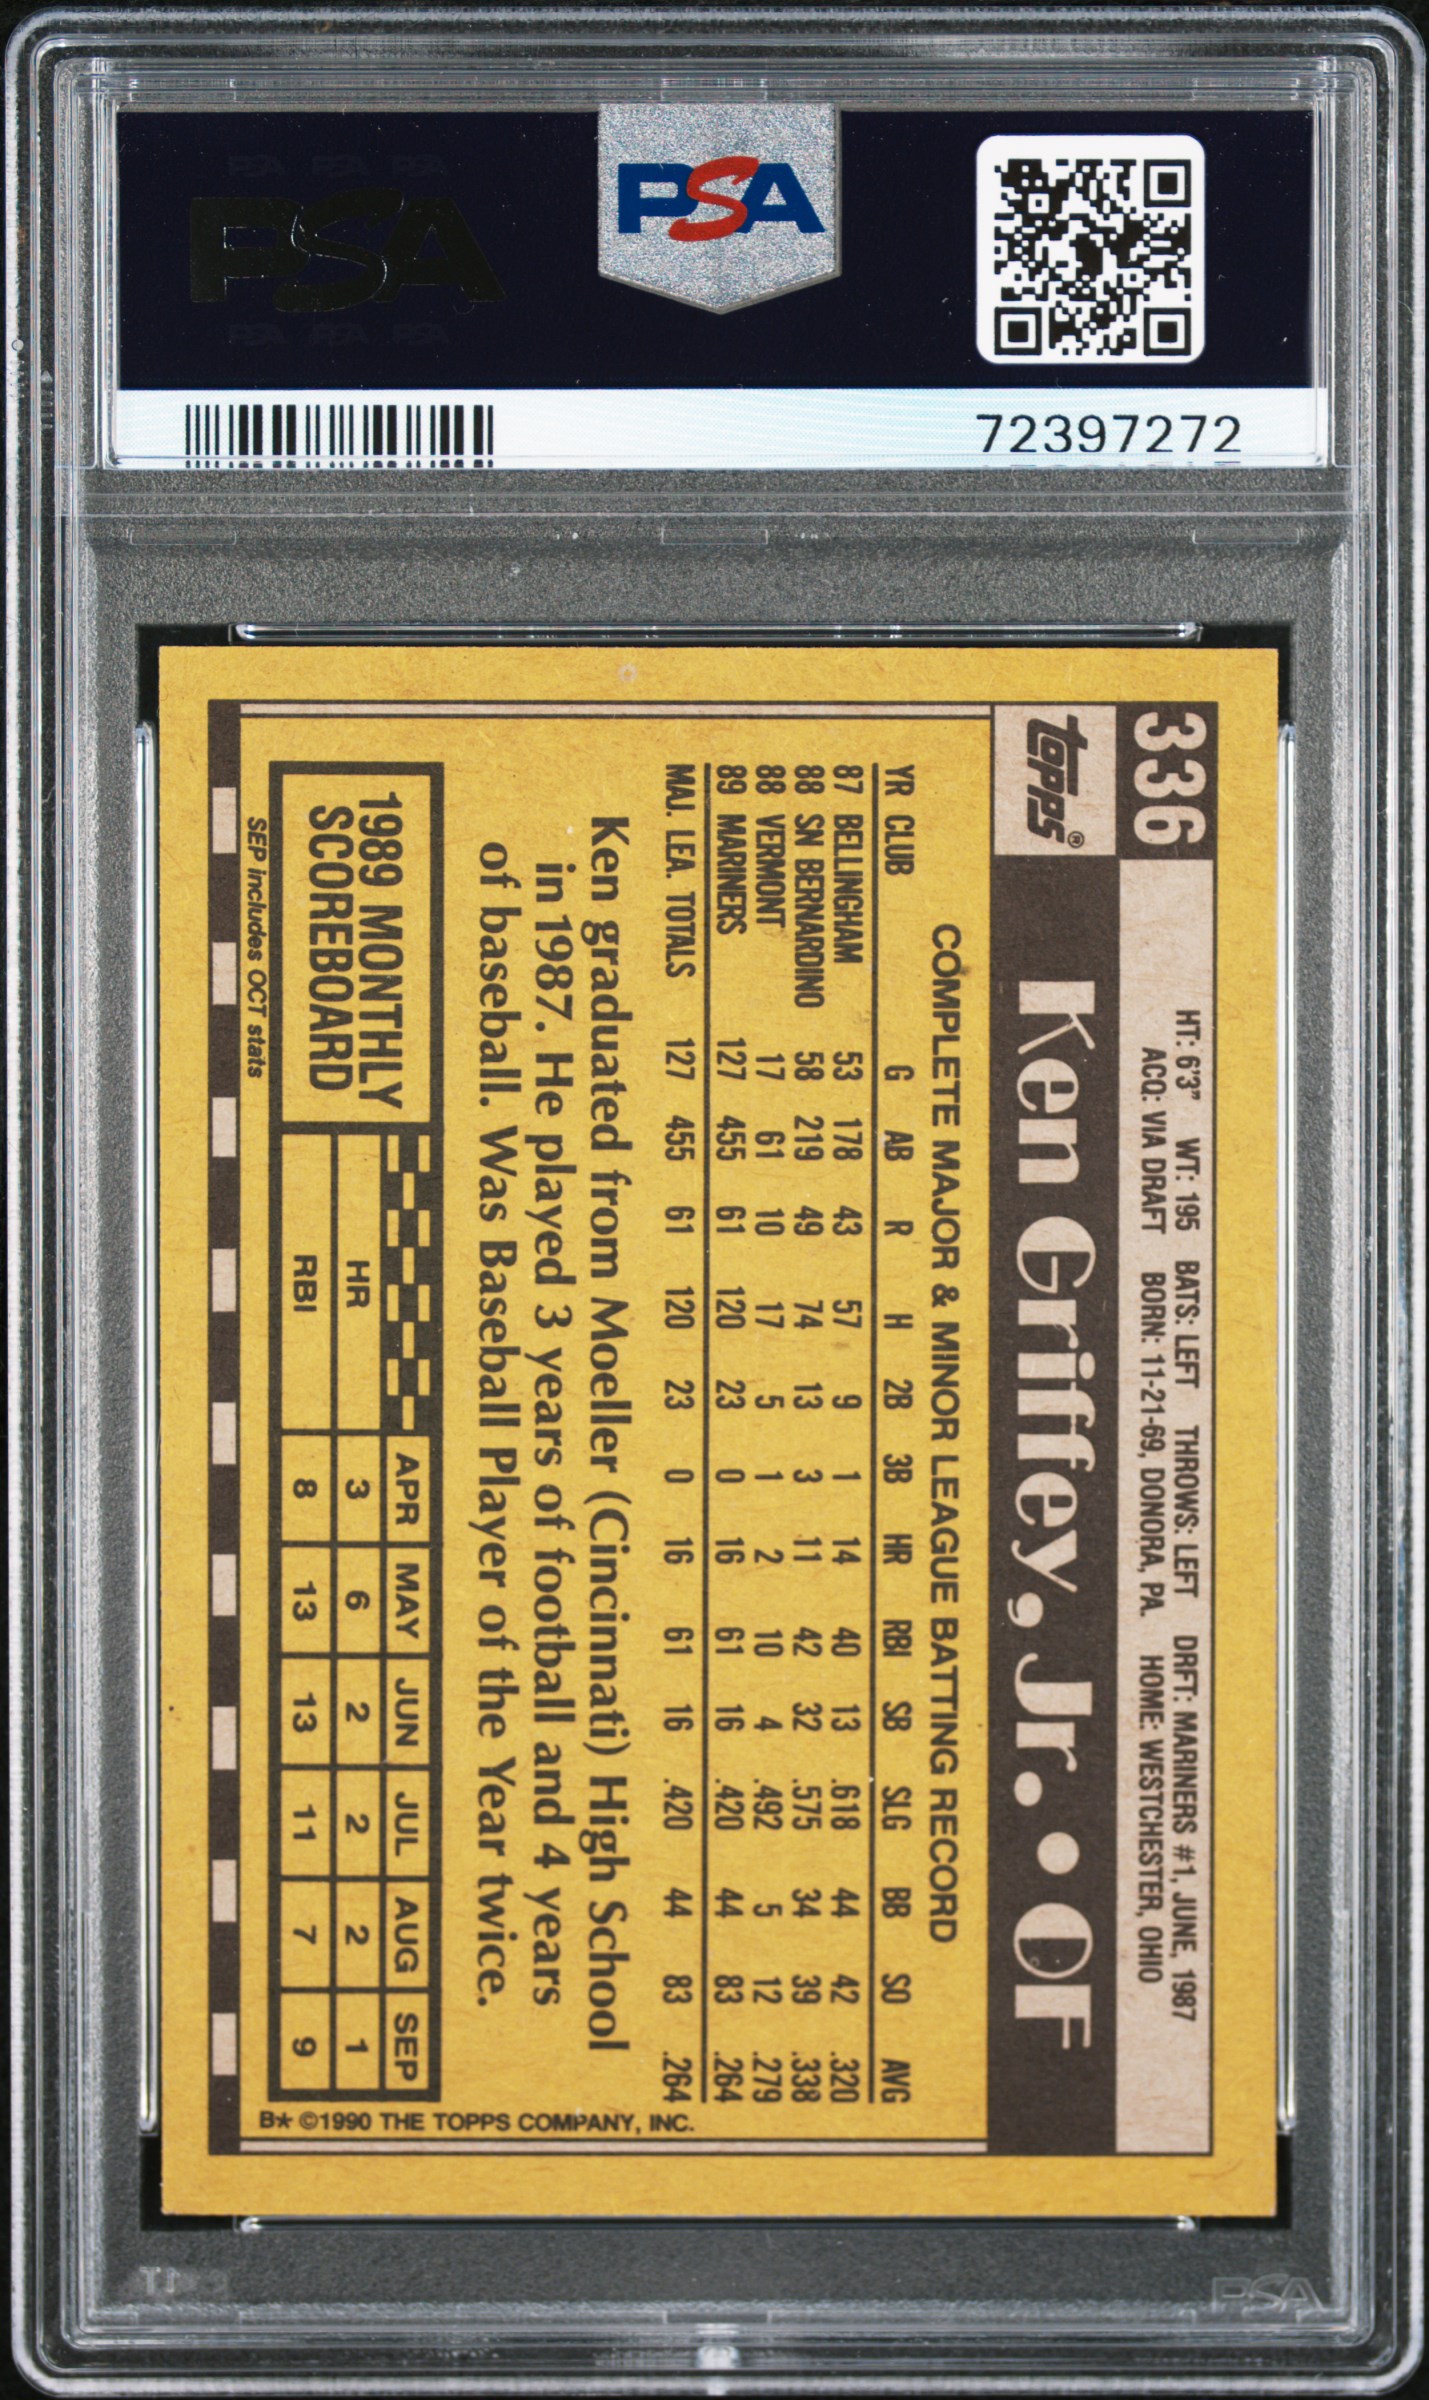 PSA PSA PSA
PSA
PSA PSA PSA
PSA
72397272
336
topps®
HT: 6'3" WT: 195 BATS: LEFT THROWS: LEFT DRFT: MARINERS #1, JUNE, 1987
ACQ: VIA DRAFT BORN: 11-21-69, DONORA, PA. HOME: WESTCHESTER, OHIO
Ken Griffey, Jr. • OF
COMPLETE MAJOR & MINOR LEAGUE BATTING RECORD
YR CLUB G AB R H 2B 3B HR RBI SB SLG BB SO AVG
87 BELLINGHAM 53 178 43 57 9 1 14 40 13 .618 44 42 .320
88 SN BERNARDINO 58 219 49 74 13 3 11 42 32 .575 34 39 .338
88 VERMONT 17 61 10 17 5 1 2 10 4 .492 5 12 .279
89 MARINERS 127 455 61 120 23 0 16 61 16 .420 44 83 .264
MAJ. LEA. TOTALS 127 455 61 120 23 0 16 61 16 .420 44 83 .264
Ken graduated from Moeller (Cincinnati) High School
in 1987. He played 3 years of football and 4 years
of baseball. Was Baseball Player of the Year twice.
1989 MONTHLY
SCOREBOARD
APR MAY JUN JUL AUG SEP
HR 3 6 2 2 2 1
RBI 8 13 13 11 7 9
SEP includes OCT stats
B* ©1990 THE TOPPS COMPANY, INC.
PSA